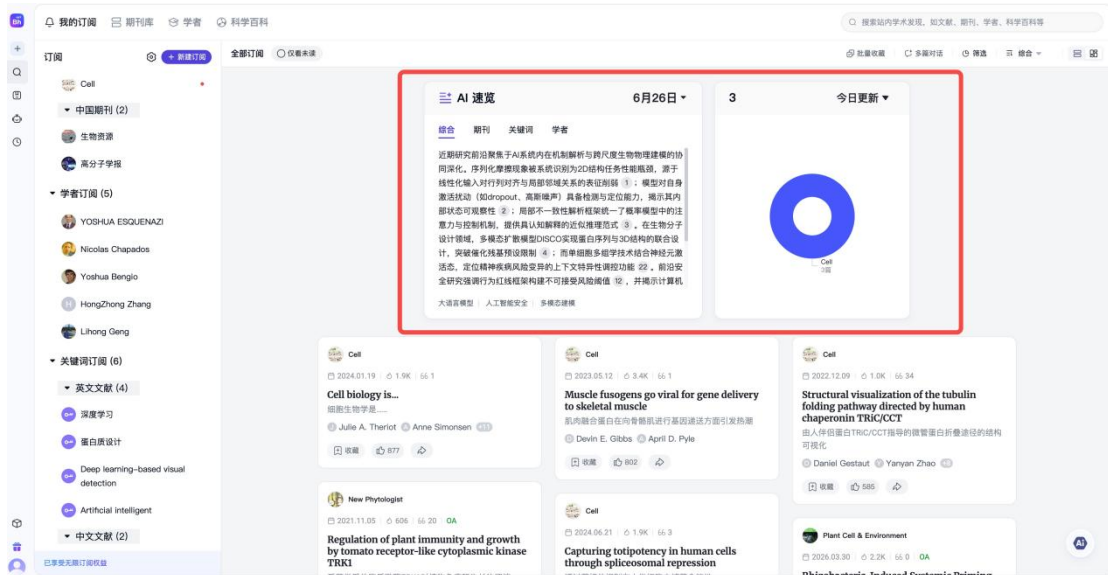 Bh
我的订阅
期刊库
学者
科学百科
搜索站内学术发现,如文献、期刊、学者、科学百科等
订阅
+ 新建订阅
全部订阅
仅看未读
批量收藏
多篇对话
筛选
综合
Cell
中国期刊 (2)
生物资源
高分子学报
学者订阅 (5)
YOSHUA ESQUENAZI
Nicolas Chapados
Yoshua Bengio
H
HongZhong Zhang
Lihong Geng
关键词订阅 (6)
英文文献 (4)
深度学习
蛋白质设计
Deep learning-based visual
detection
Artificial intelligent
中文文献 (2)
已享受无限订阅权益
AI 速览
6月26日
综合
期刊
关键词
学者
近期研究前沿聚焦于AI系统内在机制解析与跨尺度生物物理建模的协
同深化。序列化摩擦现象被系统识别为2D结构任务性能瓶颈,源于
线性化输入对行列对齐与局部邻域关系的表征削弱 1 ;模型对自身
激活扰动(如dropout、高斯噪声)具备检测与定位能力,揭示其内
部状态可观察性 2 ;局部不一致性解析框架统一了概率模型中的注
意力与控制机制,提供具认知解释的近似推理范式 3 。在生物分子
设计领域,多模态扩散模型DISCO实现蛋白序列与3D结构的联合设
计,突破催化残基预设限制 4 ;而单细胞多组学技术结合神经元激
活态,定位精神疾病风险变异的上下文特异性调控功能 22 。前沿安
全研究强调行为红线框架构建不可接受风险阈值 12 ,并揭示计算机
大语言模型
人工智能安全
多模态建模
3
今日更新
Cell
3篇
Cell
2024.01.19
1.9K
1
Cell biology is...
细胞生物学是......
J Julie A. Theriot A Anne Simonsen +11
收藏
877
Cell
2023.05.12
3.4K
1
Muscle fusogens go viral for gene delivery
to skeletal muscle
肌肉融合蛋白在向骨骼肌进行基因递送方面引发热潮
D Devin E. Gibbs A April D. Pyle
收藏
802
Cell
2022.12.09
1.0K
34
Structural visualization of the tubulin
folding pathway directed by human
chaperonin TRiC/CCT
由人伴侣蛋白TRiC/CCT指导的微管蛋白折叠途径的结构
可视化
D Daniel Gestaut Y Yanyan Zhao
收藏
585
New Phytologist
2021.11.05
606
20
OA
Regulation of plant immunity and growth
by tomato receptor-like cytoplasmic kinase
TRK1
Cell
2024.06.21
1.9K
3
Capturing totipotency in human cells
through spliceosomal repression
Plant Cell & Environment
2026.03.30
2.2K
0
OA
Rhizobacteria-Induced Systemic Priming
Ai